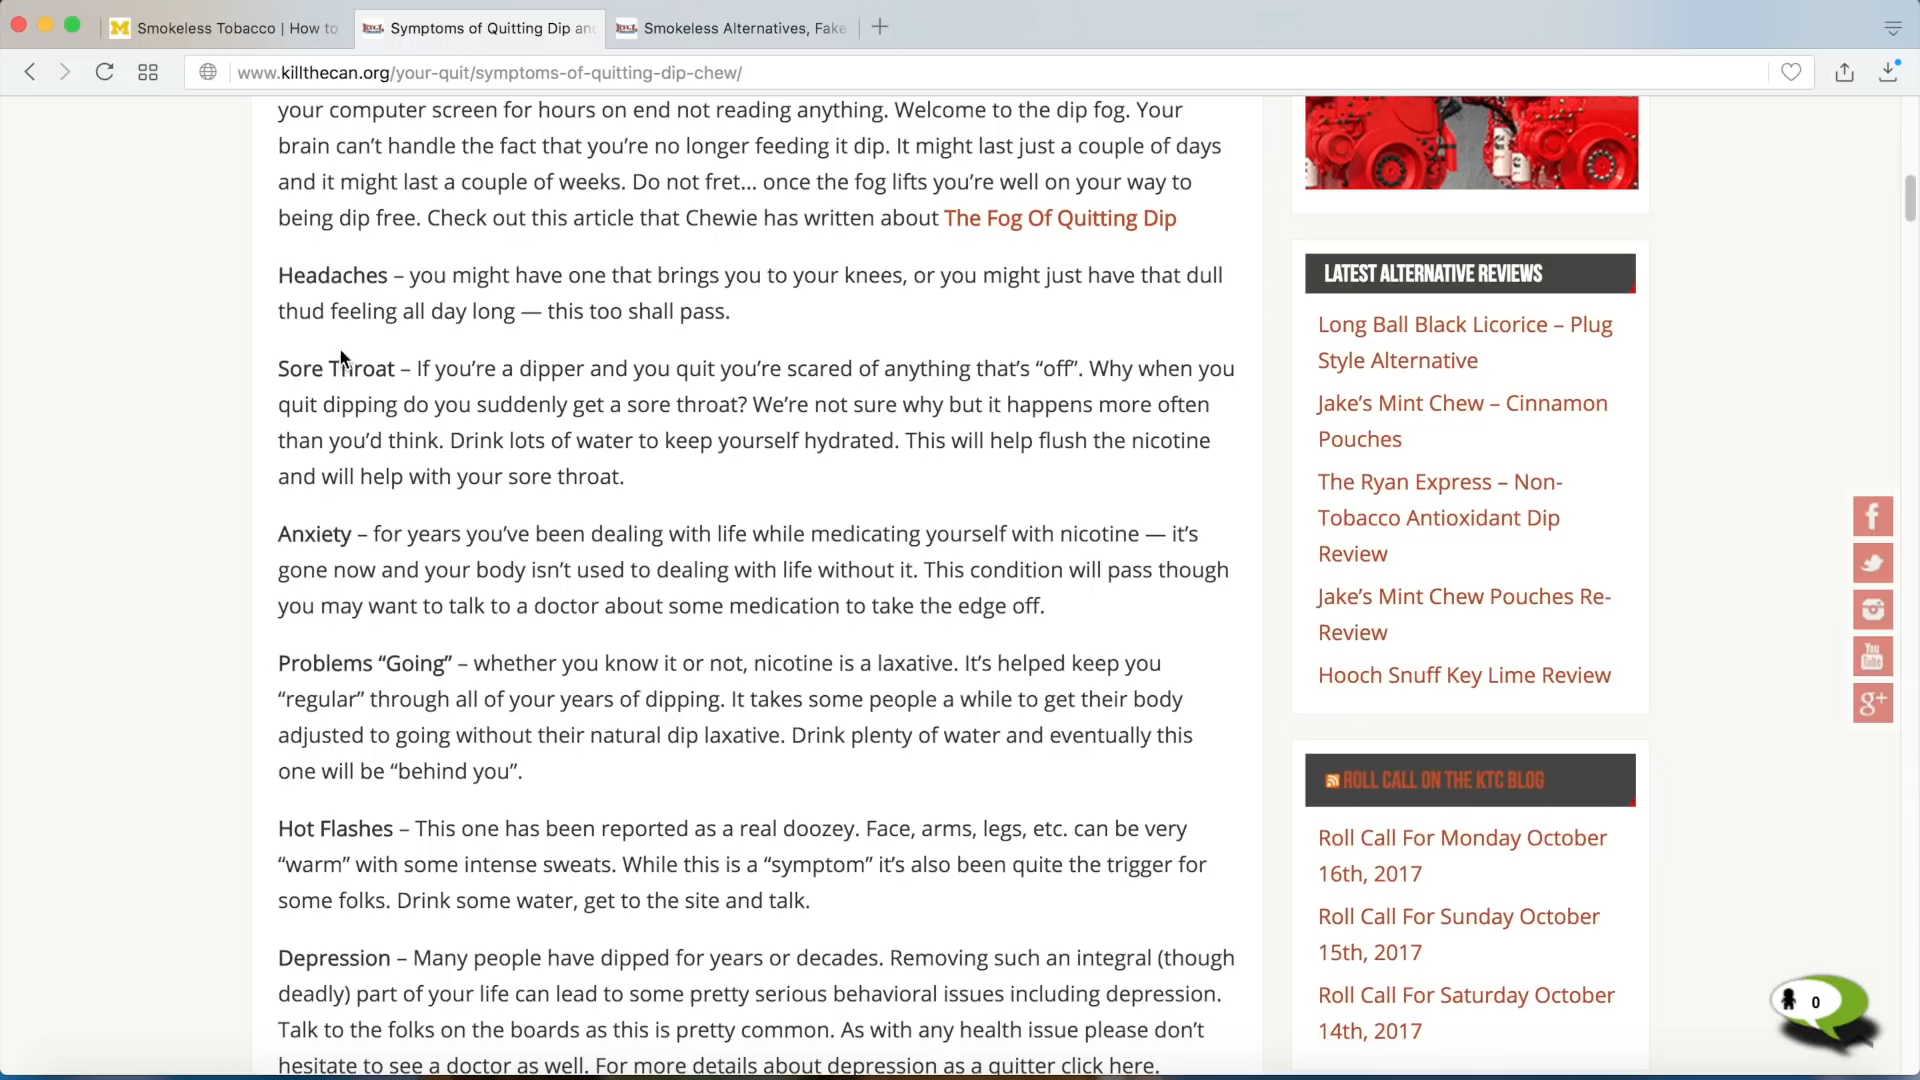 Smokeless Tobacco | How to
Symptoms of Quitting Dip an
Smokeless Alternatives, Fake
www.killthecan.org/your-quit/symptoms-of-quitting-dip-chew/
your computer screen for hours on end not reading anything. Welcome to the dip fog. Your
brain can’t handle the fact that you’re no longer feeding it dip. It might last just a couple of days
and it might last a couple of weeks. Do not fret… once the fog lifts you’re well on your way to
being dip free. Check out this article that Chewie has written about The Fog Of Quitting Dip
Headaches – you might have one that brings you to your knees, or you might just have that dull
thud feeling all day long — this too shall pass.
Sore Throat – If you’re a dipper and you quit you’re scared of anything that’s “off”. Why when you
quit dipping do you suddenly get a sore throat? We’re not sure why but it happens more often
than you’d think. Drink lots of water to keep yourself hydrated. This will help flush the nicotine
and will help with your sore throat.
Anxiety – for years you’ve been dealing with life while medicating yourself with nicotine — it’s
gone now and your body isn’t used to dealing with life without it. This condition will pass though
you may want to talk to a doctor about some medication to take the edge off.
Problems “Going” – whether you know it or not, nicotine is a laxative. It’s helped keep you
“regular” through all of your years of dipping. It takes some people a while to get their body
adjusted to going without their natural dip laxative. Drink plenty of water and eventually this
one will be “behind you”.
Hot Flashes – This one has been reported as a real doozey. Face, arms, legs, etc. can be very
“warm” with some intense sweats. While this is a “symptom” it’s also been quite the trigger for
some folks. Drink some water, get to the site and talk.
Depression – Many people have dipped for years or decades. Removing such an integral (though
deadly) part of your life can lead to some pretty serious behavioral issues including depression.
Talk to the folks on the boards as this is pretty common. As with any health issue please don’t
hesitate to see a doctor as well. For more details about depression as a quitter click here.
LATEST ALTERNATIVE REVIEWS
Long Ball Black Licorice – Plug
Style Alternative
Jake’s Mint Chew – Cinnamon
Pouches
The Ryan Express – Non-
Tobacco Antioxidant Dip
Review
Jake’s Mint Chew Pouches Re-
Review
Hooch Snuff Key Lime Review
ROLL CALL ON THE KTC BLOG
Roll Call For Monday October
16th, 2017
Roll Call For Sunday October
15th, 2017
Roll Call For Saturday October
14th, 2017
You
Tube
g+
0